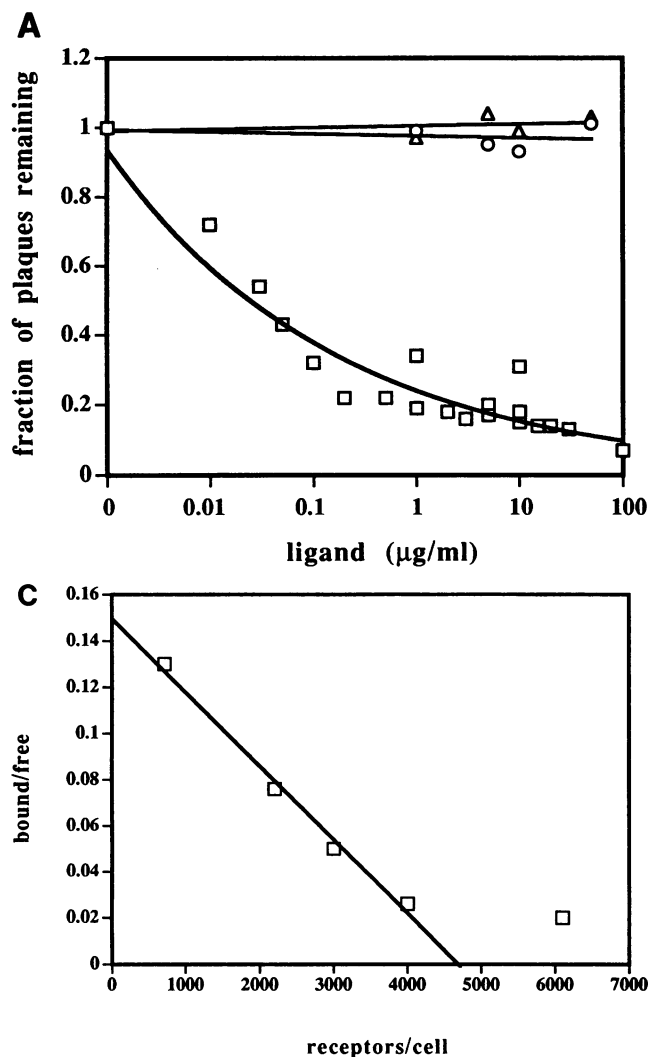 A
1.2
1
0.8
0.6
0.4
0.2
0
fraction of plaques remaining
0 0.01 0.1 1 10 100
ligand (μg/ml)
C
0.16
0.14
0.12
0.1
0.08
0.06
0.04
0.02
0
bound/free
0 1000 2000 3000 4000 5000 6000 7000
receptors/cell